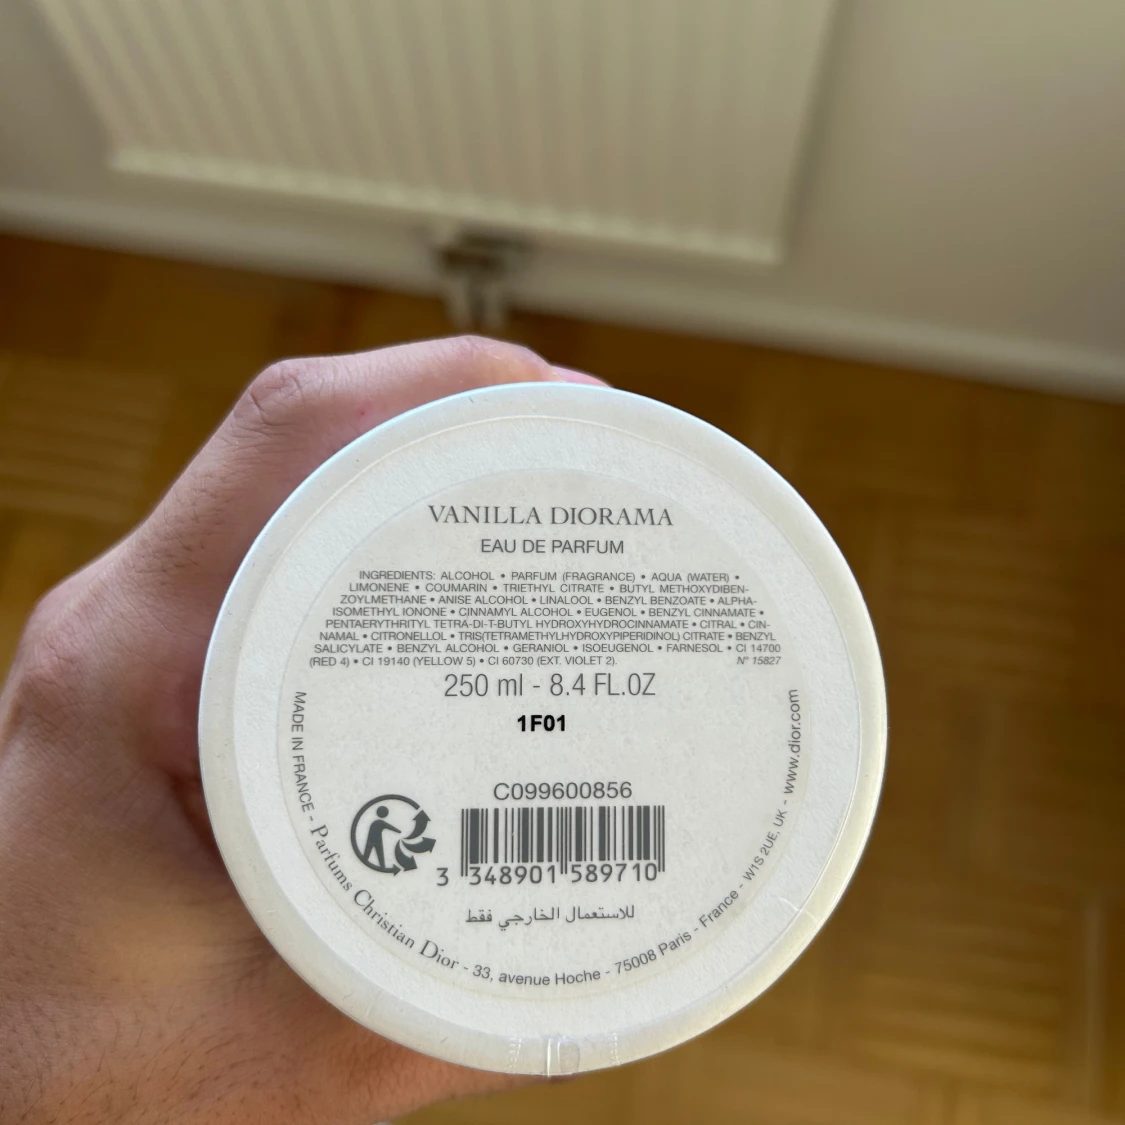 VANILLA DIORAMA
EAU DE PARFUM
INGREDIENTS: ALCOHOL • PARFUM (FRAGRANCE) • AQUA (WATER) •
LIMONENE • COUMARIN • TRIETHYL CITRATE • BUTYL METHOXYDIBEN-
ZOYLMETHANE • ANISE ALCOHOL • LINALOOL • BENZYL BENZOATE • ALPHA-
ISOMETHYL IONONE • CINNAMYL ALCOHOL • EUGENOL • BENZYL CINNAMATE •
PENTAERYTHRITYL TETRA-DI-T-BUTYL HYDROXYHYDROCINNAMATE • CITRAL • CIN-
NAMAL • CITRONELLOL • TRIS(TETRAMETHYLHYDROXYPIPERIDINOL) CITRATE • BENZYL
SALICYLATE • BENZYL ALCOHOL • GERANIOL • ISOEUGENOL • FARNESOL • CI 14700
(RED 4) • CI 19140 (YELLOW 5) • CI 60730 (EXT. VIOLET 2). N° 15827
250 ml - 8.4 FL.OZ
1F01
C099600856
3 348901 589710
للاستعمال الخارجي فقط
MADE IN FRANCE - Parfums Christian Dior - 33, avenue Hoche - 75008 Paris - France - W1S 2UE, UK - www.dior.com